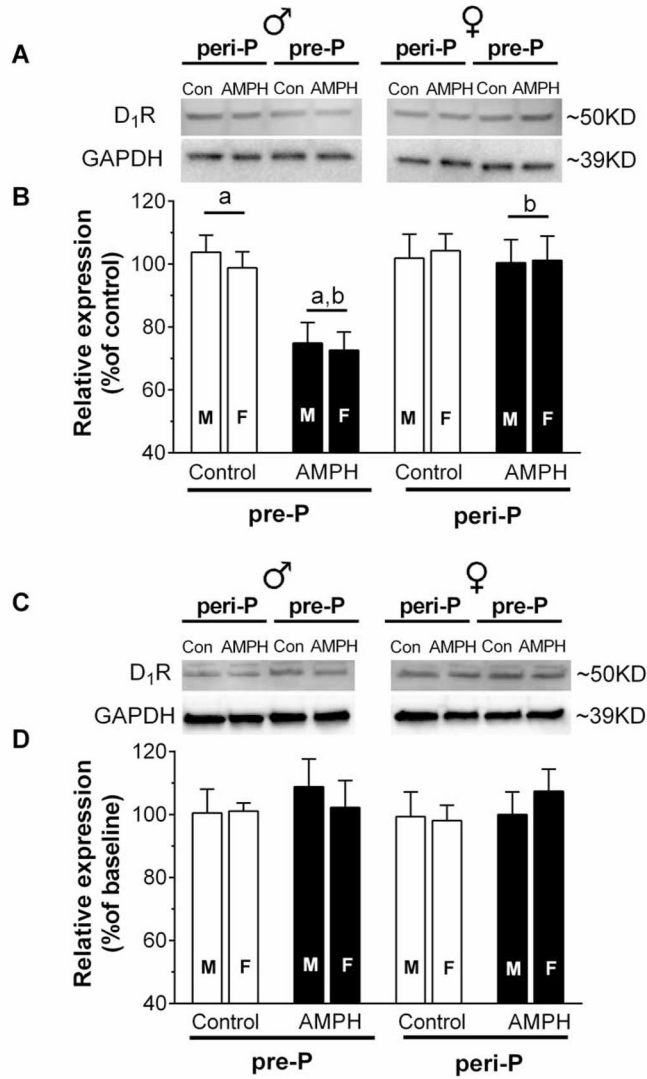 ♂ ♀
A
peri-P pre-P peri-P pre-P
Con AMPH Con AMPH Con AMPH Con AMPH
D₁R ~50KD
GAPDH ~39KD
B
Relative expression
(%of control)
120
100
80
60
40
a
a,b
b
M F M F M F M F
Control AMPH Control AMPH
pre-P peri-P
♂ ♀
C
peri-P pre-P peri-P pre-P
Con AMPH Con AMPH Con AMPH Con AMPH
D₁R ~50KD
GAPDH ~39KD
D
Relative expression
(%of baseline)
120
100
80
60
40
M F M F M F M F
Control AMPH Control AMPH
pre-P peri-P